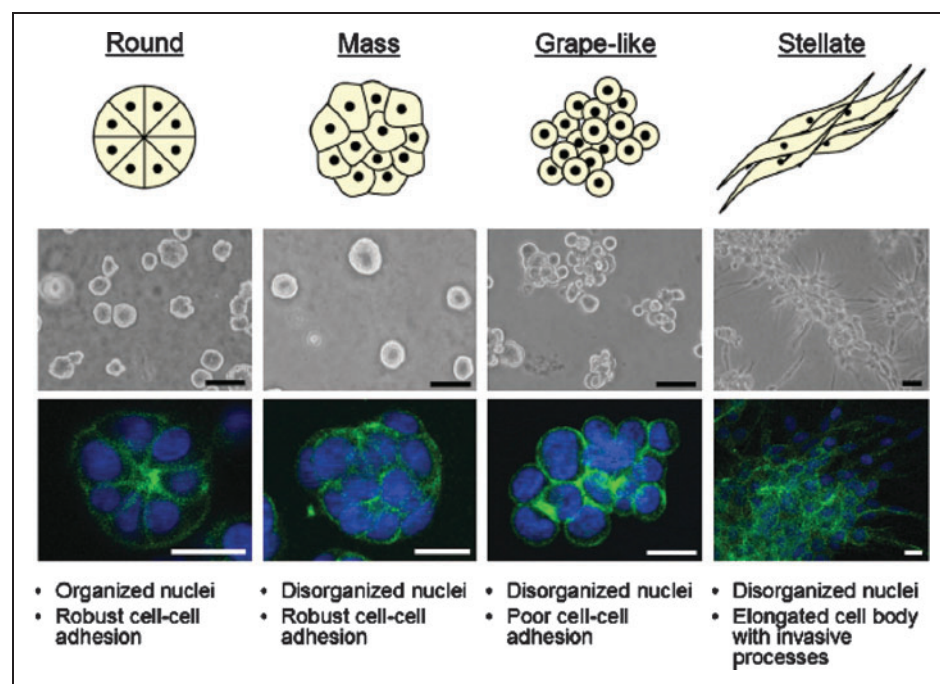 Round
Mass
Grape-like
Stellate
• Organized nuclei
• Robust cell-cell
adhesion
• Disorganized nuclei
• Robust cell-cell
adhesion
• Disorganized nuclei
• Poor cell-cell
adhesion
• Disorganized nuclei
• Elongated cell body
with invasive
processes